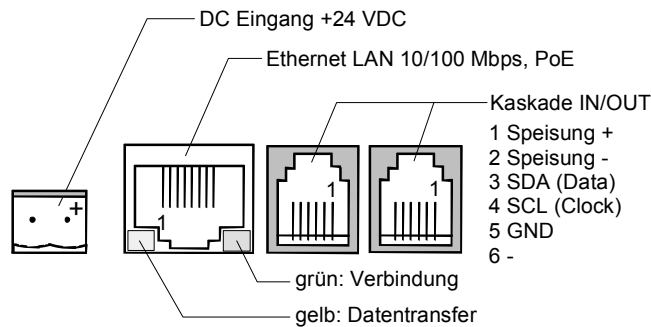 DC Eingang +24 VDC
Ethernet LAN 10/100 Mbps, PoE
Kaskade IN/OUT
1 Speisung +
2 Speisung -
3 SDA (Data)
4 SCL (Clock)
5 GND
6 -
+
1
1
1
grün: Verbindung
gelb: Datentransfer